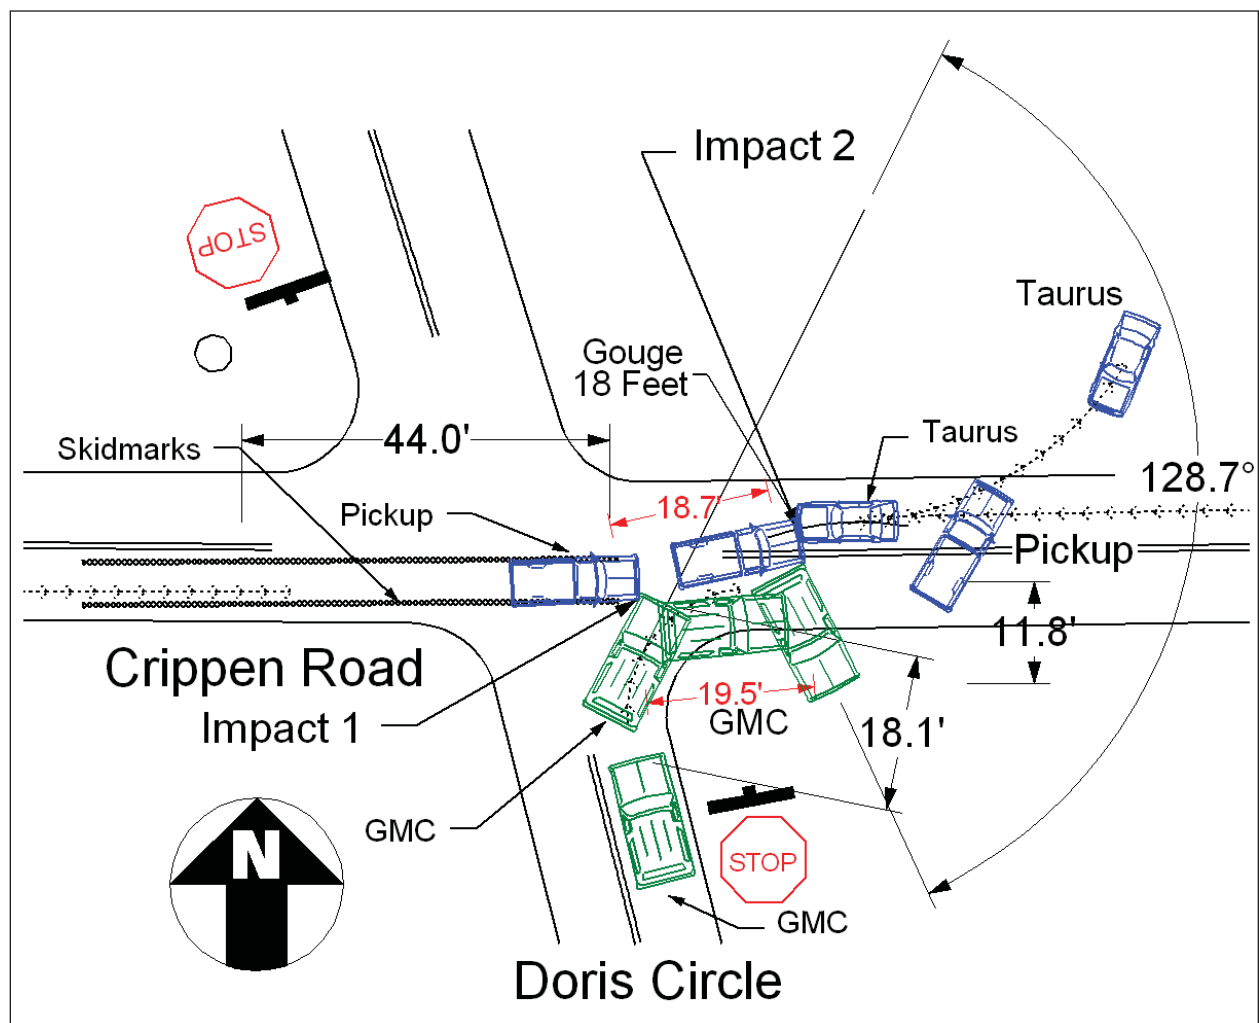 Impact 2
STOP
Taurus
Gouge
18 Feet
44.0'
Taurus
Skidmarks
128.7°
18.7'
Pickup
Pickup
11.8'
Crippen Road
19.5'
Impact 1
GMC
18.1'
GMC
N
STOP
GMC
Doris Circle